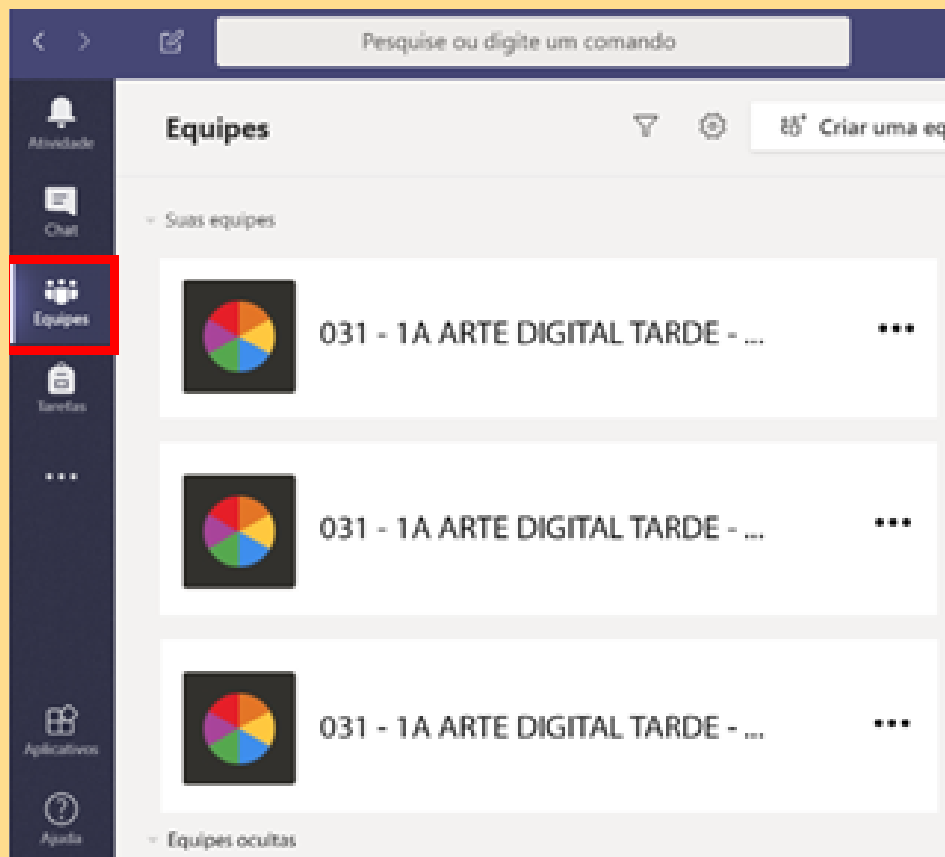 Pesquise ou digite um comando
Atividade
Chat
Equipes
Tarefas
Aplicativos
Ajuda
Equipes
Criar uma eq
Suas equipes
031 - 1A ARTE DIGITAL TARDE - ...
031 - 1A ARTE DIGITAL TARDE - ...
031 - 1A ARTE DIGITAL TARDE - ...
Equipes ocultas